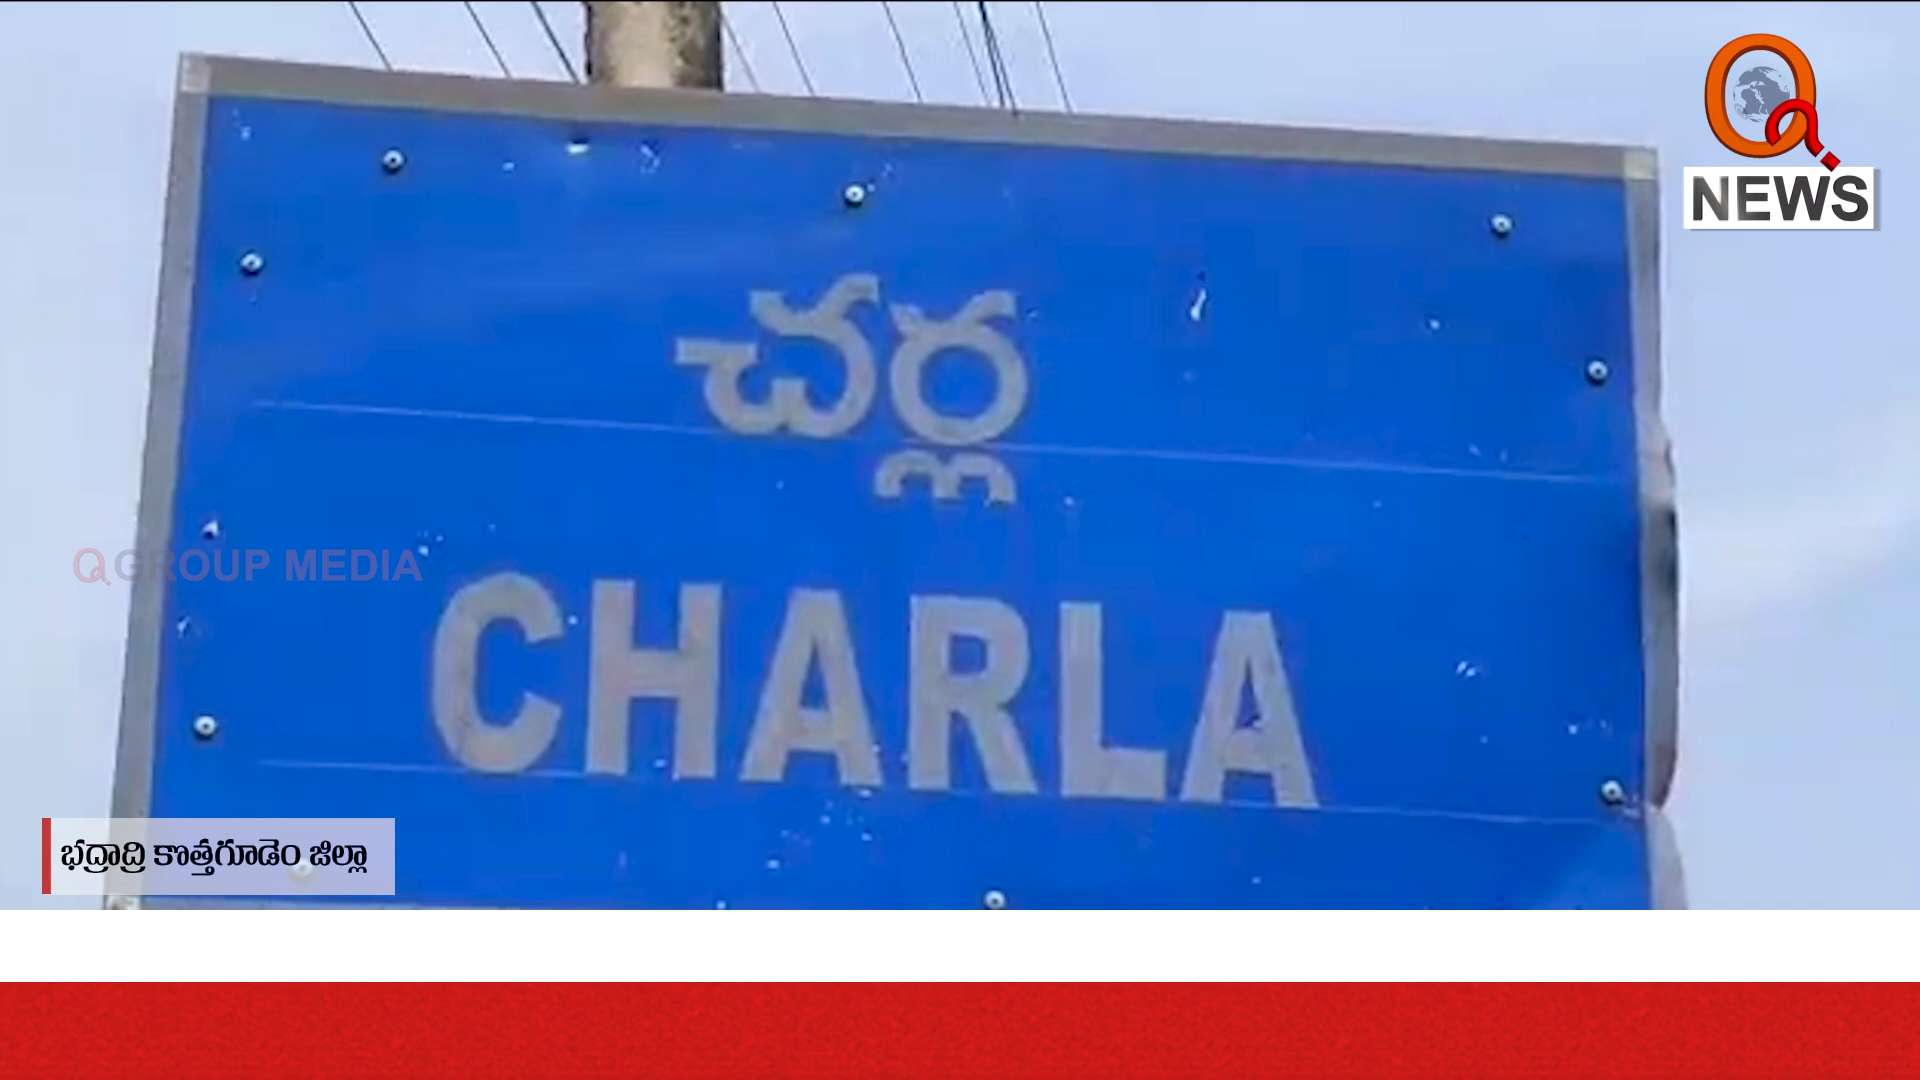 Q
NEWS
చర్ల
Q GROUP MEDIA
CHARLA
భద్రాద్రి కొత్తగూడెం జిల్లా